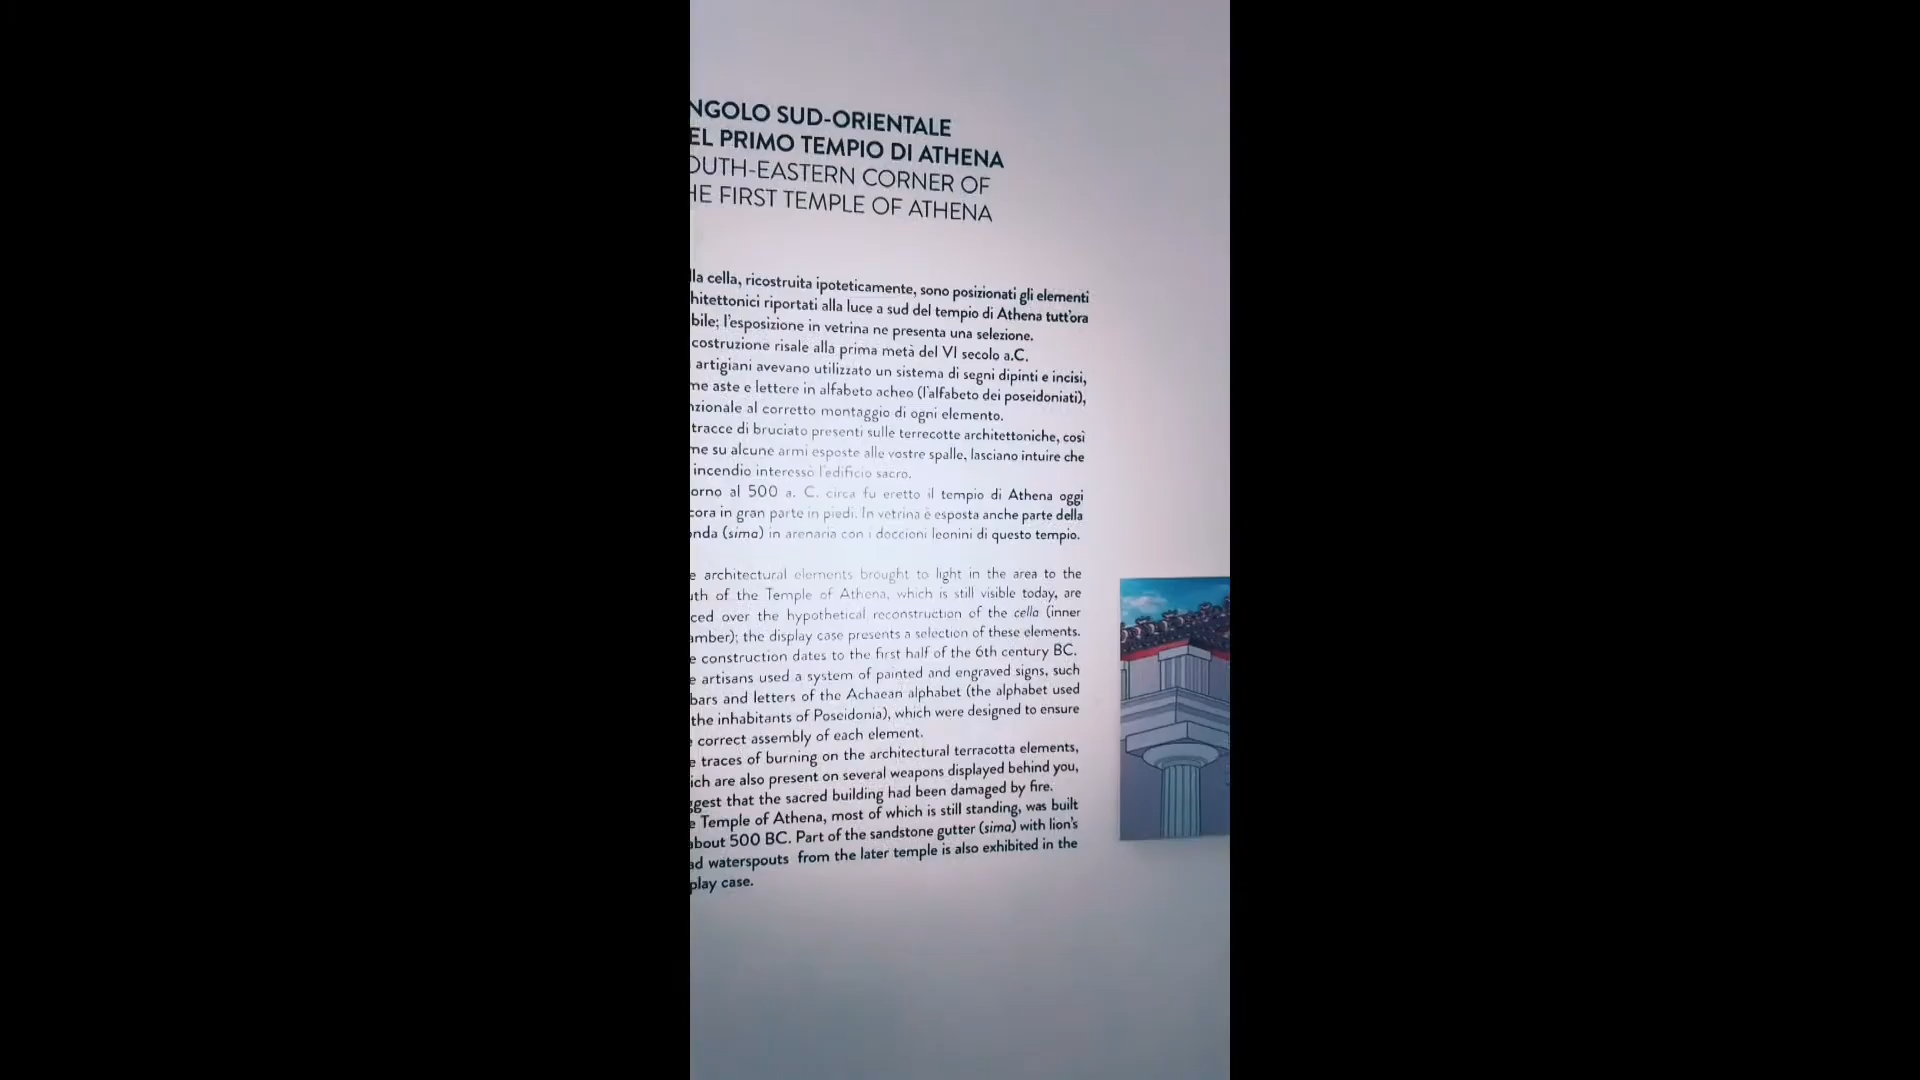 NGOLO SUD-ORIENTALE
EL PRIMO TEMPIO DI ATHENA
OUTH-EASTERN CORNER OF
HE FIRST TEMPLE OF ATHENA
lla cella, ricostruita ipoteticamente, sono posizionati gli elementi
hitettonici riportati alla luce a sud del tempio di Athena tutt'ora
bile; l'esposizione in vetrina ne presenta una selezione.
costruzione risale alla prima metà del VI secolo a.C.
artigiani avevano utilizzato un sistema di segni dipinti e incisi,
me aste e lettere in alfabeto acheo (l'alfabeto dei poseidoniati),
nzionale al corretto montaggio di ogni elemento.
tracce di bruciato presenti sulle terrecotte architettoniche, così
me su alcune armi esposte alle vostre spalle, lasciano intuire che
incendio interessò l'edificio sacro.
orno al 500 a. C. circa fu eretto il tempio di Athena oggi
cora in gran parte in piedi. In vetrina è esposta anche parte della
onda (sima) in arenaria con i doccioni leonini di questo tempio.
e architectural elements brought to light in the area to the
uth of the Temple of Athena, which is still visible today, are
ced over the hypothetical reconstruction of the cella (inner
amber); the display case presents a selection of these elements.
e construction dates to the first half of the 6th century BC.
e artisans used a system of painted and engraved signs, such
bars and letters of the Achaean alphabet (the alphabet used
the inhabitants of Poseidonia), which were designed to ensure
e correct assembly of each element.
e traces of burning on the architectural terracotta elements,
ich are also present on several weapons displayed behind you,
ggest that the sacred building had been damaged by fire.
e Temple of Athena, most of which is still standing, was built
about 500 BC. Part of the sandstone gutter (sima) with lion's
ad waterspouts from the later temple is also exhibited in the
play case.